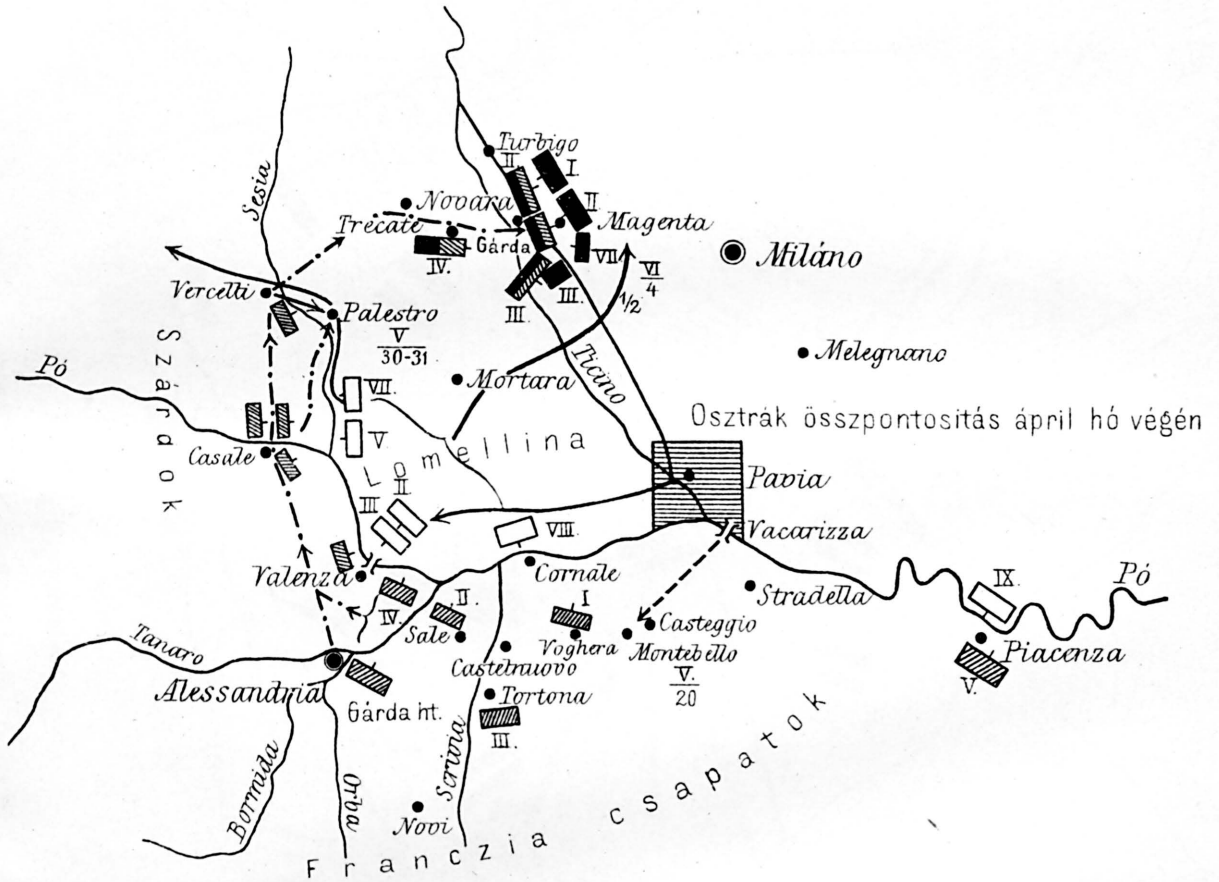 Turbigo
II.
I.
Sesia
Novara
II.
Magenta
Trecate
Gárda
VII.
Miláno
IV.
III.
III.
VI
4
1/2
Vercelli
Palestro
V
30-31
Szárdok
Ticino
Melegnano
Pó
Mortara
VII.
V.
Lomellina
Osztrák összpontosítás ápril hó végén
Casale
Pavia
III
II.
VIII.
Vacarizza
Valenza
Cornale
Stradella
IX.
Pó
IV.
II.
I
Sale
Voghera
Casteggio
Montebello
V.
20
Piacenza
V.
Tanaro
Castelnuovo
Alessandria
Gárda ht.
Tortona
III.
Bormida
Orba
Scrivia
Novi
Franczia csapatok